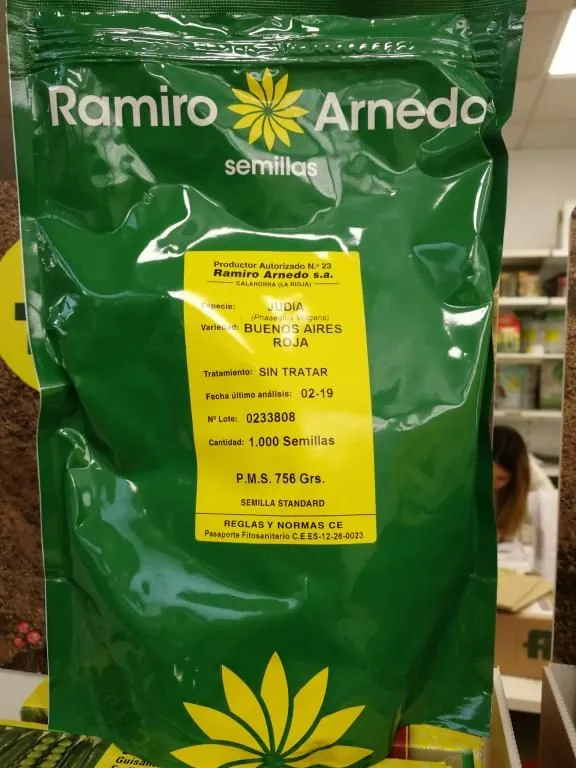 Ramiro Arnedo
semillas
Productor Autorizado N.º 23
Ramiro Arnedo s.a.
CALAHORRA (LA RIOJA)
Especie: JUDIA
(Phaseolus Vulgaris)
Variedad: BUENOS AIRES
ROJA
Tratamiento: SIN TRATAR
Fecha último análisis: 02-19
Nº Lote: 0233808
Cantidad: 1.000 Semillas
P.M.S. 756 Grs.
SEMILLA STANDARD
REGLAS Y NORMAS CE
Pasaporte Fitosanitario C.E.ES-12-26-0023